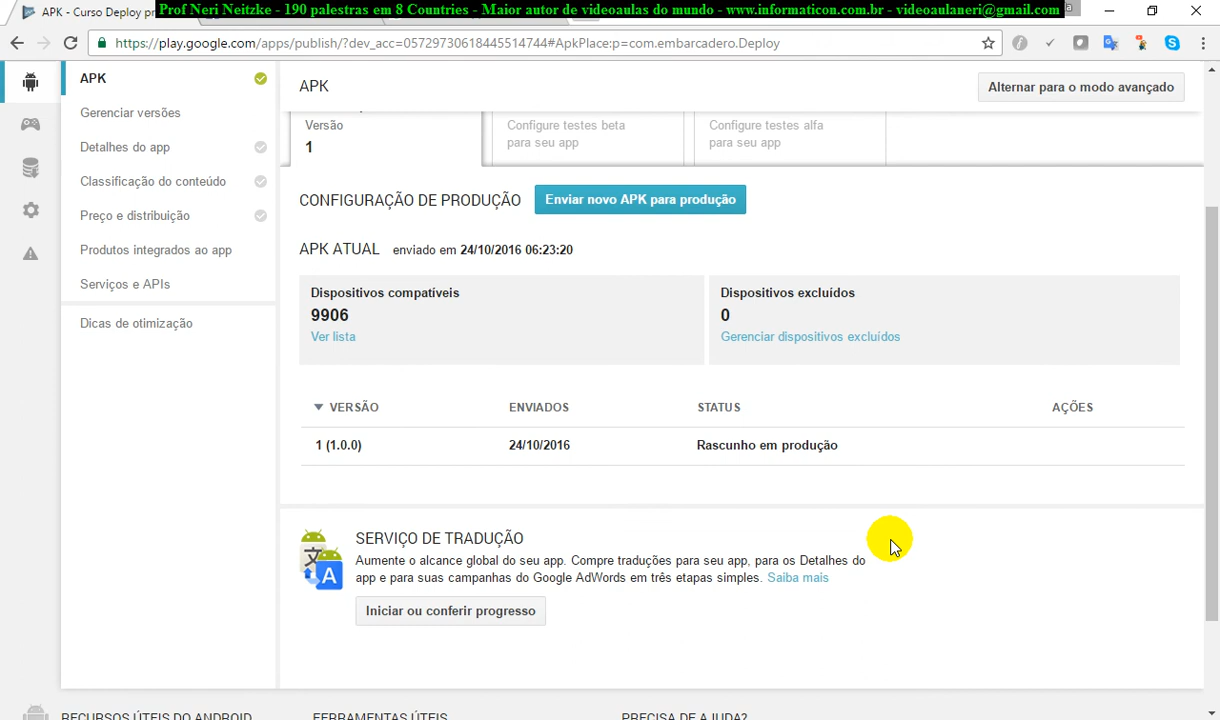 APK - Curso Deploy pr
Prof Neri Neitzke - 190 palestras em 8 Countries - Maior autor de videoaulas do mundo - www.informaticon.com.br - videoaulaneri@gmail.com
https://play.google.com/apps/publish/?dev_acc=05729730618445514744#ApkPlace:p=com.embarcadero.Deploy
APK
APK
Alternar para o modo avançado
Gerenciar versões
Detalhes do app
Classificação do conteúdo
Preço e distribuição
Produtos integrados ao app
Serviços e APIs
Dicas de otimização
Versão
1
Configure testes beta
para seu app
Configure testes alfa
para seu app
CONFIGURAÇÃO DE PRODUÇÃO
Enviar novo APK para produção
APK ATUAL enviado em 24/10/2016 06:23:20
Dispositivos compatíveis
9906
Ver lista
Dispositivos excluídos
0
Gerenciar dispositivos excluídos
VERSÃO ENVIADOS STATUS AÇÕES
1 (1.0.0) 24/10/2016 Rascunho em produção
SERVIÇO DE TRADUÇÃO
Aumente o alcance global do seu app. Compre traduções para seu app, para os Detalhes do
app e para suas campanhas do Google AdWords em três etapas simples. Saiba mais
Iniciar ou conferir progresso
RECURSOS ÚTEIS DO ANDROID FERRAMENTAS ÚTEIS PRECISA DE AJUDA?